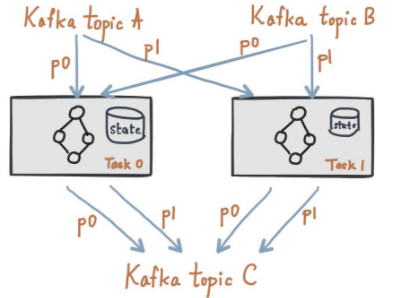 Kafka topic A
Kafka topic B
p0
p1
p0
p1
state
Task 0
state
Task 1
p0
p1
p0
p1
Kafka topic C